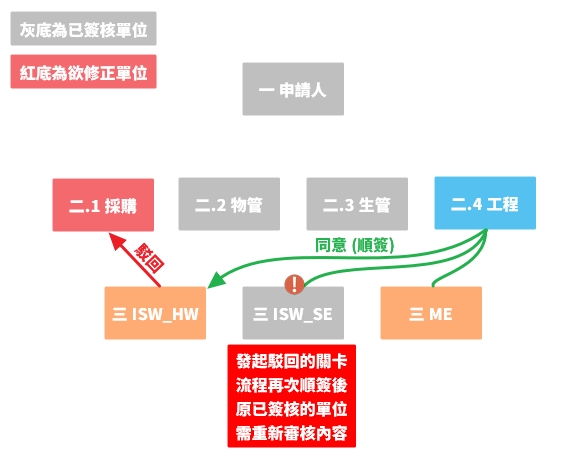 灰底為已簽核單位
紅底為欲修正單位
一 申請人
二.1 採購
二.2 物管
二.3 生管
二.4 工程
同意 (順簽)
駁回
!
三 ISW_HW
三 ISW_SE
三 ME
發起駁回的關卡
流程再次順簽後
原已簽核的單位
需重新審核內容